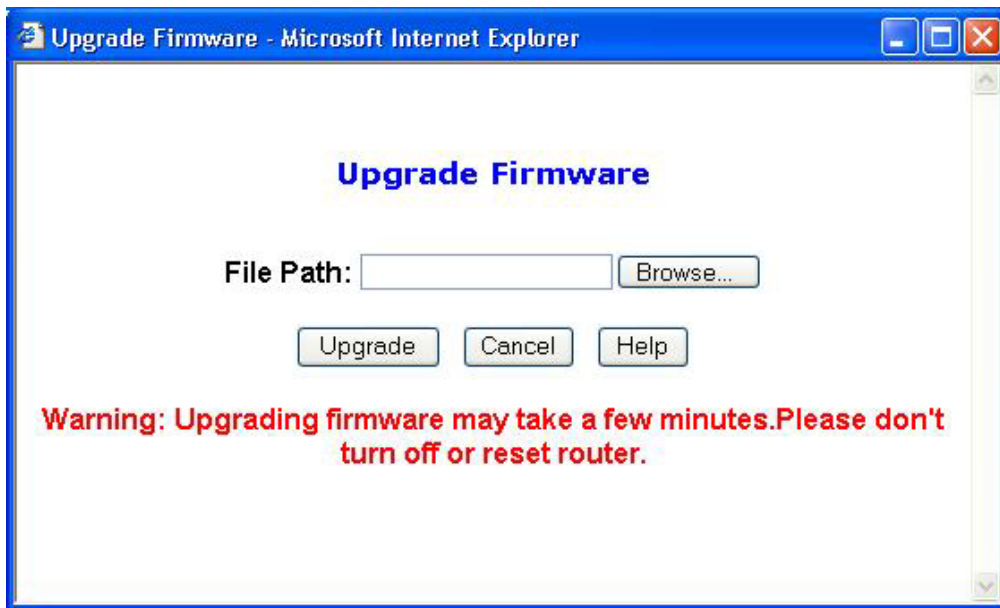 Upgrade Firmware - Microsoft Internet Explorer
Upgrade Firmware
File Path: Browse...
Upgrade Cancel Help
Warning: Upgrading firmware may take a few minutes.Please don't
turn off or reset router.